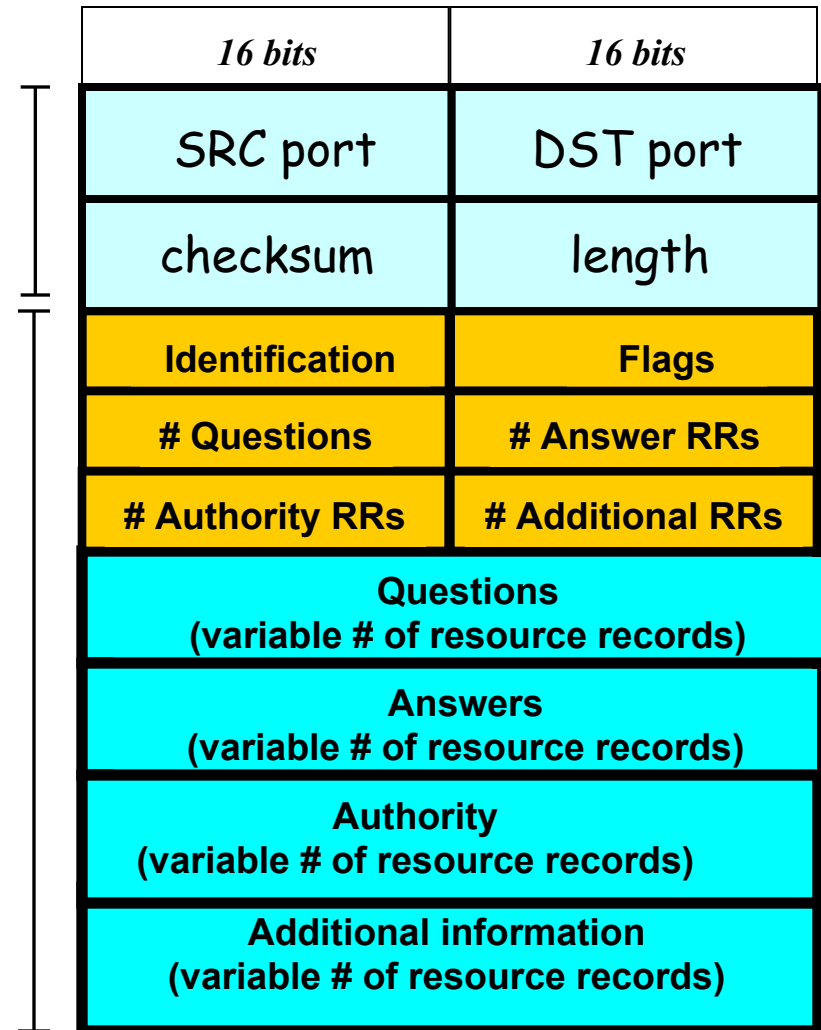 16 bits 16 bits
SRC port DST port
checksum length
Identification Flags
# Questions # Answer RRs
# Authority RRs # Additional RRs
Questions
(variable # of resource records)
Answers
(variable # of resource records)
Authority
(variable # of resource records)
Additional information
(variable # of resource records)